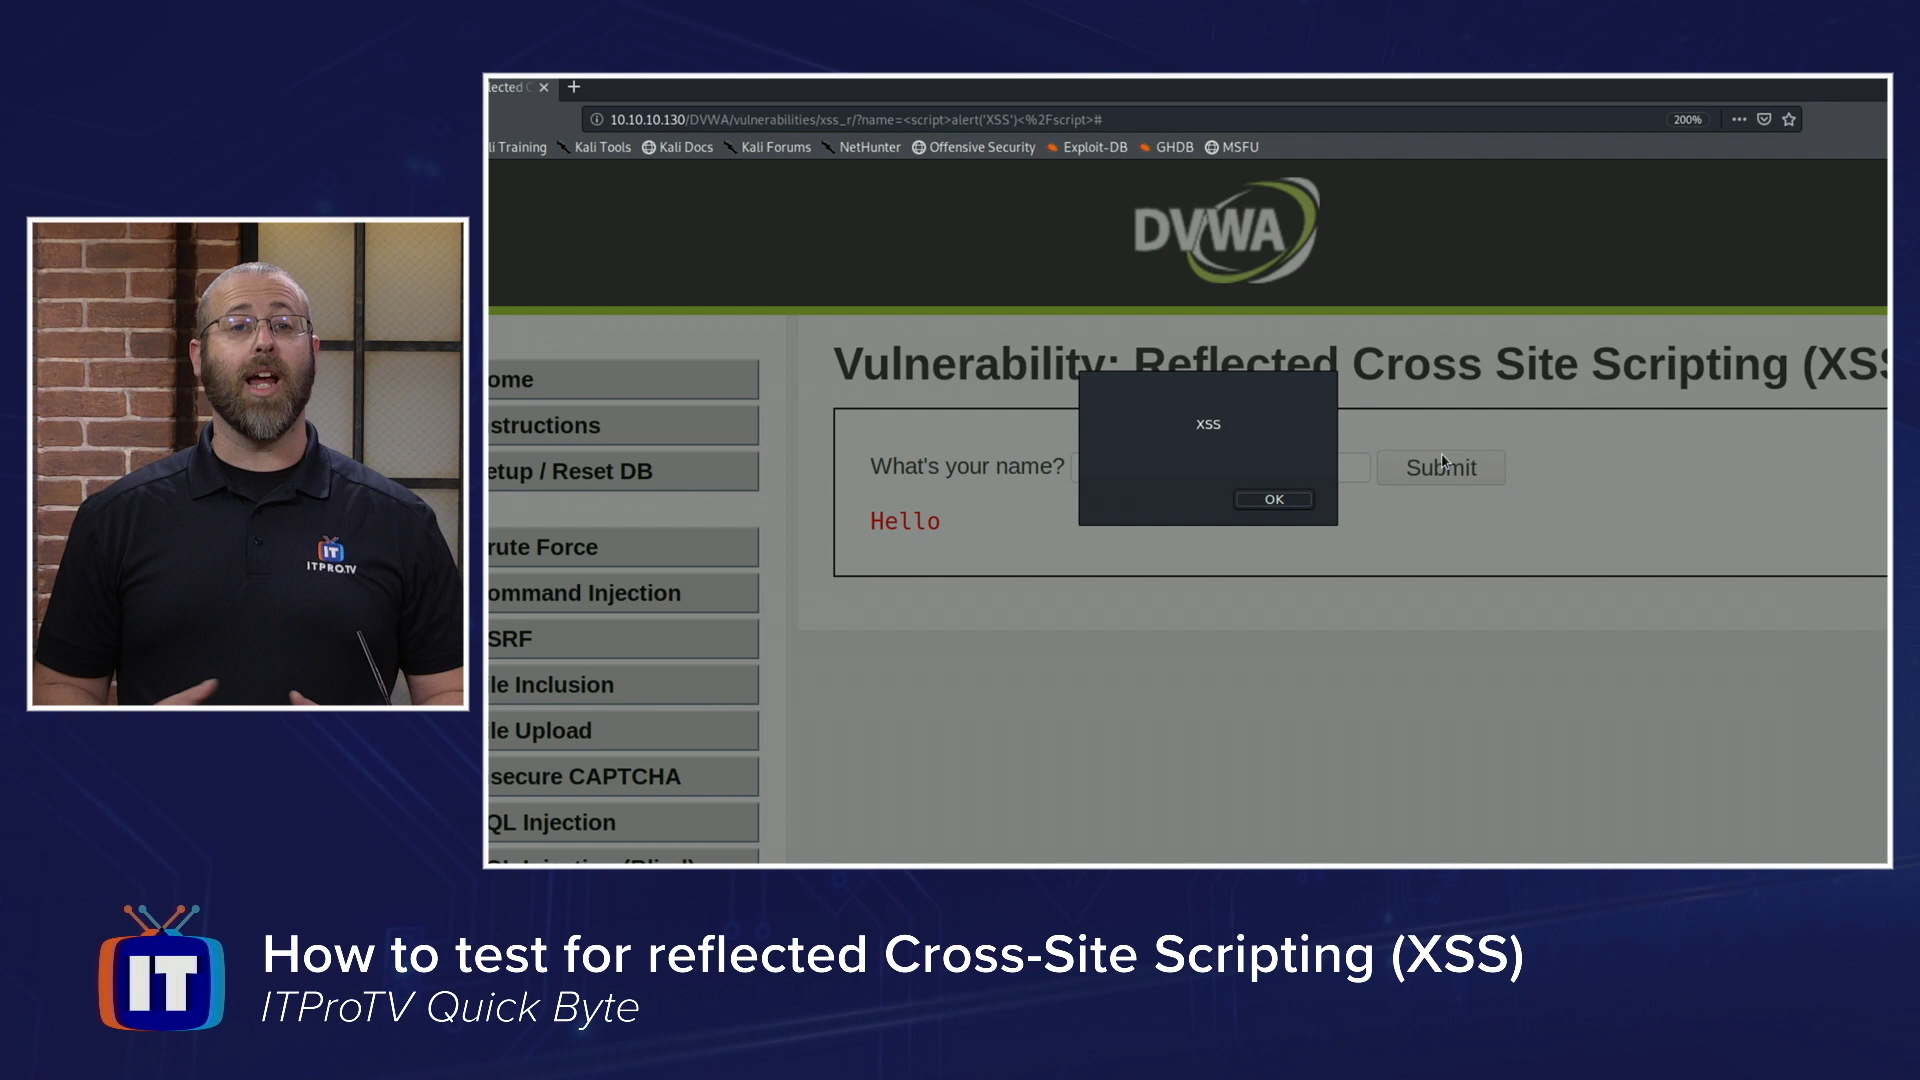 lected C
10.10.10.130/DVWA/vulnerabilities/xss_r/?name=<script>alert('XSS')<%2Fscript>#
200%
li Training
Kali Tools
Kali Docs
Kali Forums
NetHunter
Offensive Security
Exploit-DB
GHDB
MSFU
DVWA
Vulnerability: Reflected Cross Site Scripting (XSS
ome
structions
etup / Reset DB
rute Force
ommand Injection
SRF
le Inclusion
le Upload
secure CAPTCHA
QL Injection
What's your name?
Submit
Hello
XSS
OK
IT
ITPRO.TV
IT
How to test for reflected Cross-Site Scripting (XSS)
ITProTV Quick Byte